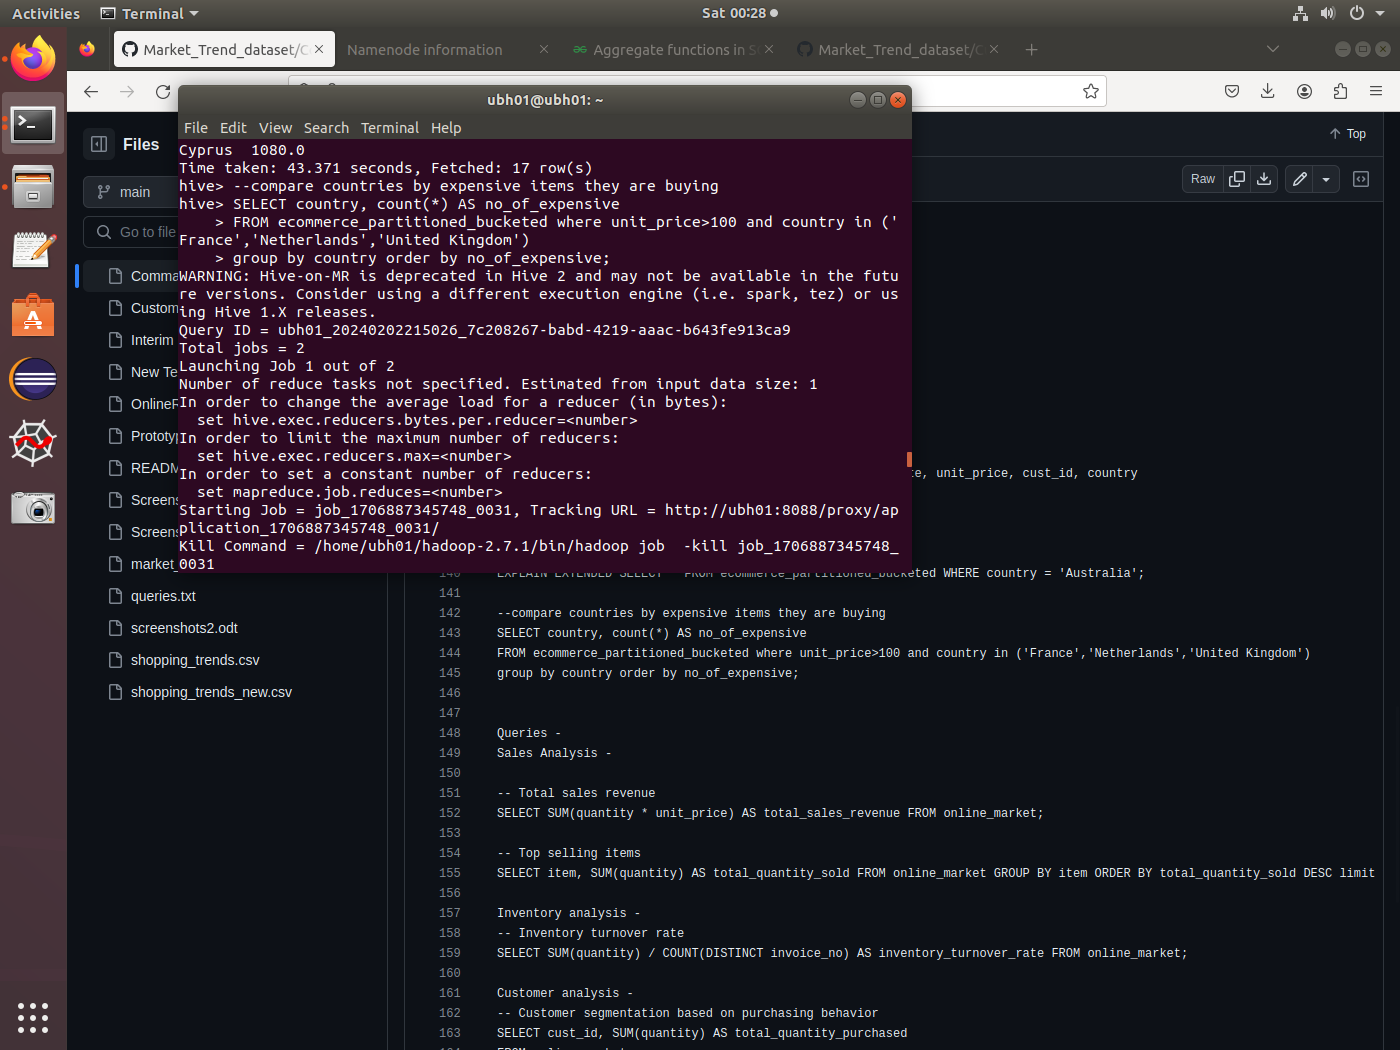 Activities Terminal Sat 00:28
Market_Trend_dataset/C Namenode information Aggregate functions in S Market_Trend_dataset/C
ubh01@ubh01: ~
File Edit View Search Terminal Help
Cyprus  1080.0
Time taken: 43.371 seconds, Fetched: 17 row(s)
hive> --compare countries by expensive items they are buying
hive> SELECT country, count(*) AS no_of_expensive
    > FROM ecommerce_partitioned_bucketed where unit_price>100 and country in ('
France','Netherlands','United Kingdom')
    > group by country order by no_of_expensive;
WARNING: Hive-on-MR is deprecated in Hive 2 and may not be available in the futu
re versions. Consider using a different execution engine (i.e. spark, tez) or us
ing Hive 1.X releases.
Query ID = ubh01_20240202215026_7c208267-babd-4219-aaac-b643fe913ca9
Total jobs = 2
Launching Job 1 out of 2
Number of reduce tasks not specified. Estimated from input data size: 1
In order to change the average load for a reducer (in bytes):
  set hive.exec.reducers.bytes.per.reducer=<number>
In order to limit the maximum number of reducers:
  set hive.exec.reducers.max=<number>
In order to set a constant number of reducers:
  set mapreduce.job.reduces=<number>
Starting Job = job_1706887345748_0031, Tracking URL = http://ubh01:8088/proxy/ap
plication_1706887345748_0031/
Kill Command = /home/ubh01/hadoop-2.7.1/bin/hadoop job  -kill job_1706887345748_
0031
Files
main
Go to file
Comma
Custom
Interim
New Te
OnlineR
Prototyp
READM
Screens
Screens
market_
queries.txt
screenshots2.odt
shopping_trends.csv
shopping_trends_new.csv
Top
Raw
e, unit_price, cust_id, country
140 EXPLAIN EXTENDED SELECT * FROM ecommerce_partitioned_bucketed WHERE country = 'Australia';
141
142 --compare countries by expensive items they are buying
143 SELECT country, count(*) AS no_of_expensive
144 FROM ecommerce_partitioned_bucketed where unit_price>100 and country in ('France','Netherlands','United Kingdom')
145 group by country order by no_of_expensive;
146
147
148 Queries -
149 Sales Analysis -
150
151 -- Total sales revenue
152 SELECT SUM(quantity * unit_price) AS total_sales_revenue FROM online_market;
153
154 -- Top selling items
155 SELECT item, SUM(quantity) AS total_quantity_sold FROM online_market GROUP BY item ORDER BY total_quantity_sold DESC limit
156
157 Inventory analysis -
158 -- Inventory turnover rate
159 SELECT SUM(quantity) / COUNT(DISTINCT invoice_no) AS inventory_turnover_rate FROM online_market;
160
161 Customer analysis -
162 -- Customer segmentation based on purchasing behavior
163 SELECT cust_id, SUM(quantity) AS total_quantity_purchased